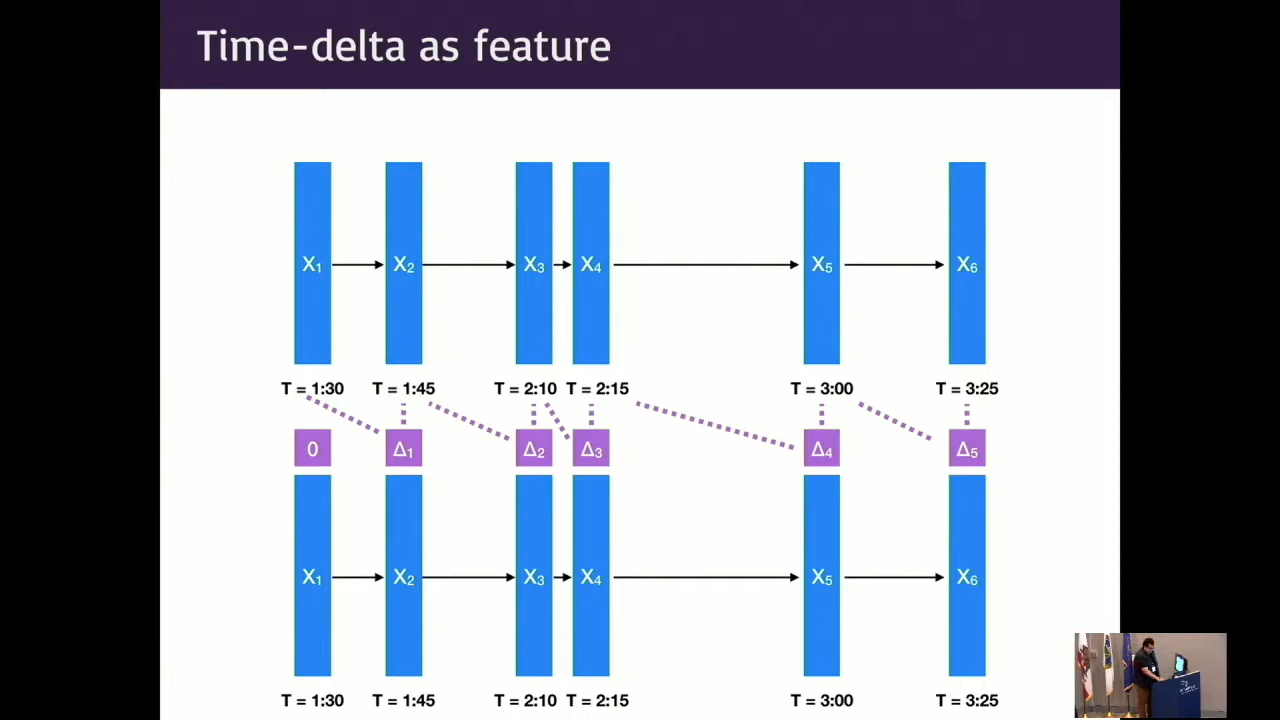 Time-delta as feature
X₁ X₂ X₃ X₄ X₅ X₆
T = 1:30 T = 1:45 T = 2:10 T = 2:15 T = 3:00 T = 3:25
0 Δ₁ Δ₂ Δ₃ Δ₄ Δ₅
X₁ X₂ X₃ X₄ X₅ X₆
T = 1:30 T = 1:45 T = 2:10 T = 2:15 T = 3:00 T = 3:25